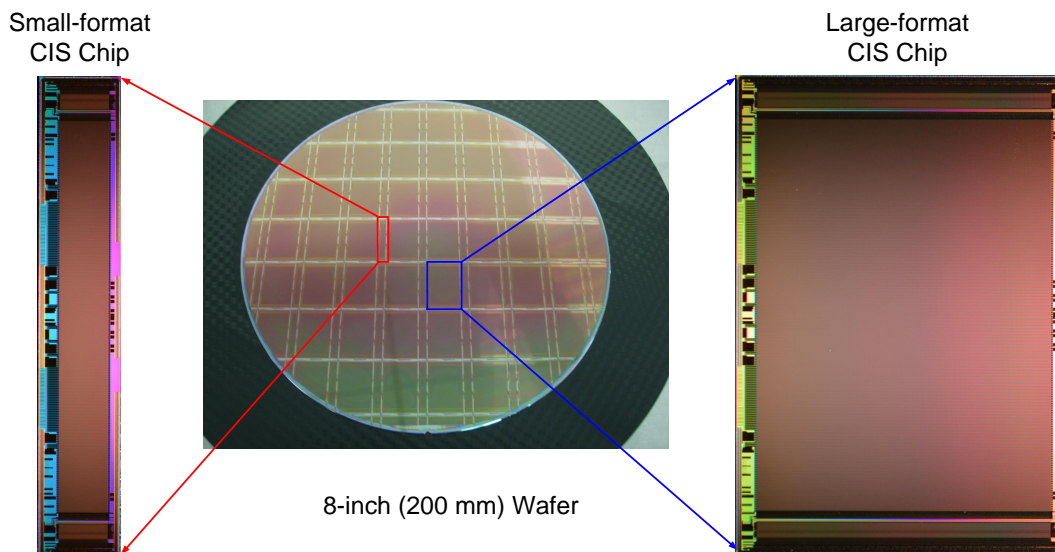 Small-format
CIS Chip
Large-format
CIS Chip
8-inch (200 mm) Wafer